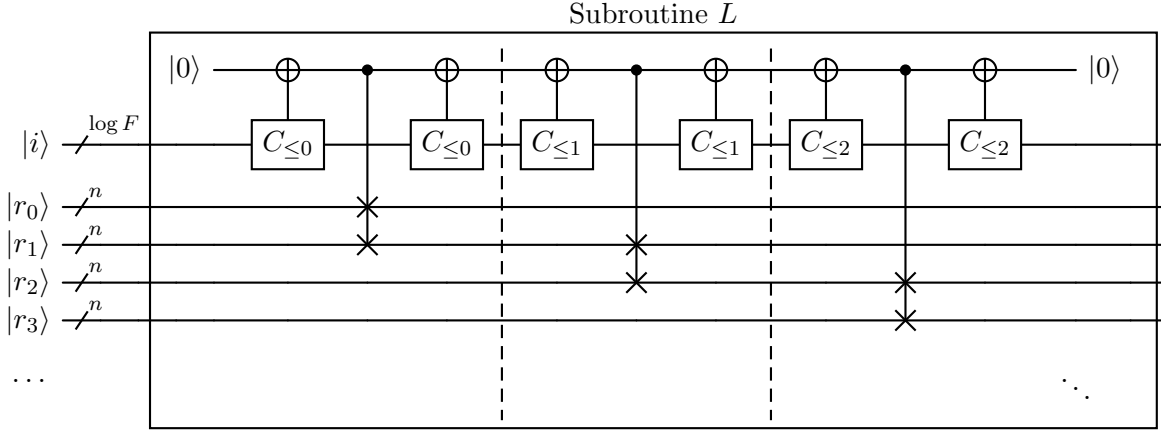 Subroutine L
|0⟩ |0⟩
|i⟩ log F C≤0 C≤0 C≤1 C≤1 C≤2 C≤2
|r₀⟩ n
|r₁⟩ n
|r₂⟩ n
|r₃⟩ n
... ⋱